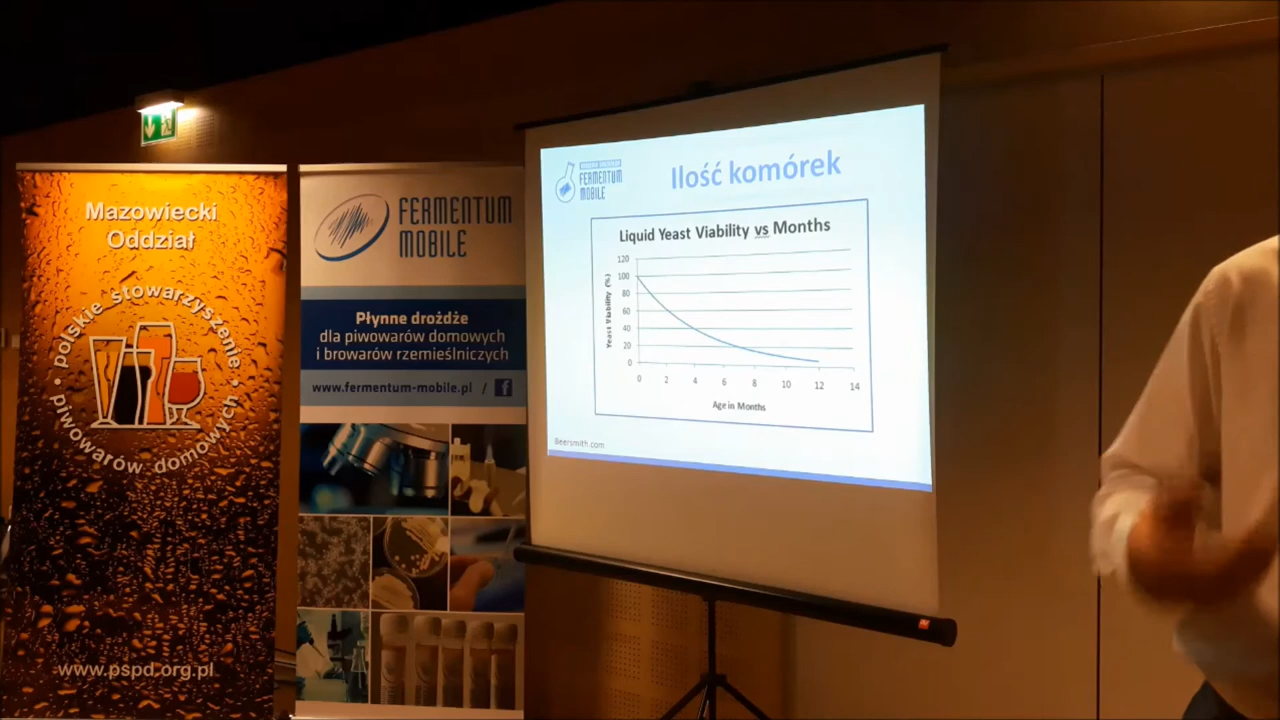 Mazowiecki
Oddział
• polskie stowarzyszenie •
piwowarów domowych
www.pspd.org.pl
FERMENTUM
MOBILE
Płynne drożdże
dla piwowarów domowych
i browarów rzemieślniczych
www.fermentum-mobile.pl / f
FERMENTUM
MOBILE
Ilość komórek
Liquid Yeast Viability vs Months
Yeast Viability (%)
120
100
80
60
40
20
0
0 2 4 6 8 10 12 14
Age in Months
Beersmith.com